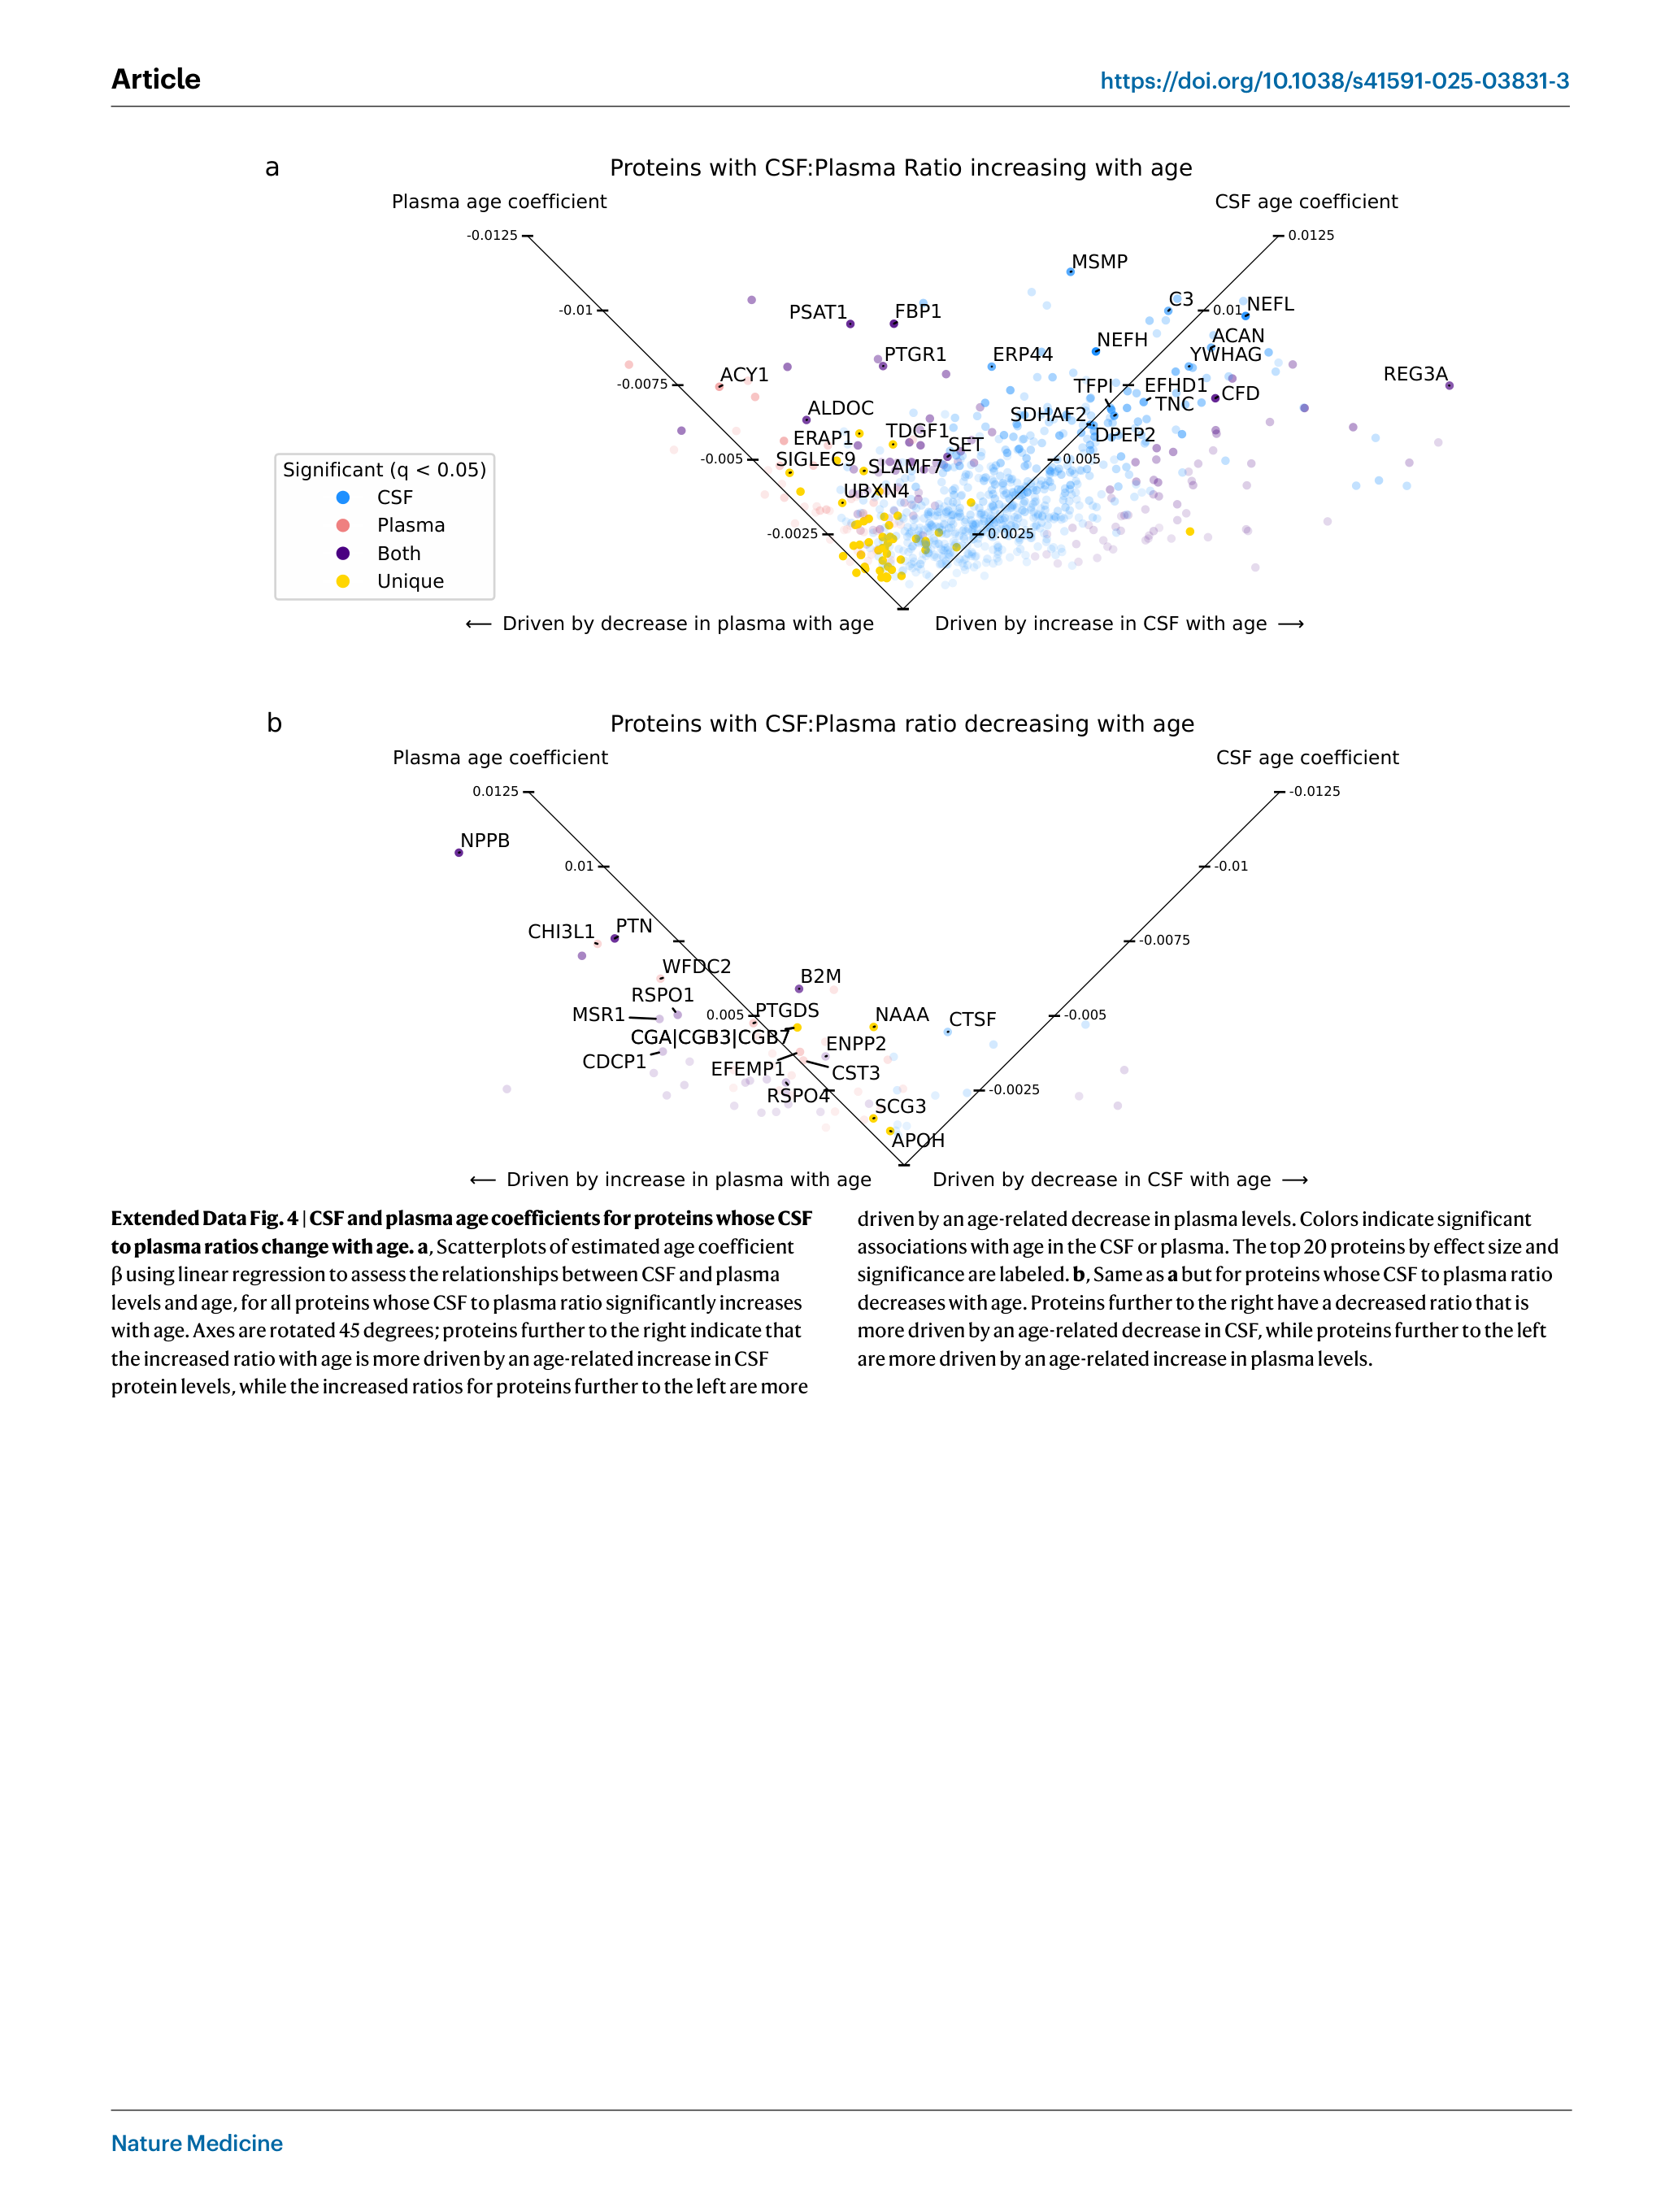 Article
https://doi.org/10.1038/s41591-025-03831-3
a
Proteins with CSF:Plasma Ratio increasing with age
Plasma age coefficient
CSF age coefficient
-0.0125
0.0125
MSMP
C3
-0.01
0.01
NEFL
PSAT1
FBP1
ACAN
NEFH
PTGR1
ERP44
YWHAG
REG3A
ACY1
-0.0075
TFPI
EFHD1
CFD
TNC
ALDOC
SDHAF2
TDGF1
DPEP2
ERAP1
SET
SIGLEC9
-0.005
0.005
SLAMF7
UBXN4
Significant (q < 0.05)
CSF
Plasma
Both
Unique
-0.0025
0.0025
⟵ Driven by decrease in plasma with age
Driven by increase in CSF with age ⟶
b
Proteins with CSF:Plasma ratio decreasing with age
Plasma age coefficient
CSF age coefficient
0.0125
-0.0125
NPPB
0.01
-0.01
PTN
CHI3L1
-0.0075
WFDC2
B2M
RSPO1
PTGDS
MSR1
0.005
NAAA
CTSF
-0.005
CGA|CGB3|CGB7
ENPP2
CDCP1
EFEMP1
CST3
RSPO4
-0.0025
SCG3
APOH
⟵ Driven by increase in plasma with age
Driven by decrease in CSF with age ⟶
Extended Data Fig. 4 | CSF and plasma age coefficients for proteins whose CSF
to plasma ratios change with age. a, Scatterplots of estimated age coefficient
β using linear regression to assess the relationships between CSF and plasma
levels and age, for all proteins whose CSF to plasma ratio significantly increases
with age. Axes are rotated 45 degrees; proteins further to the right indicate that
the increased ratio with age is more driven by an age-related increase in CSF
protein levels, while the increased ratios for proteins further to the left are more
driven by an age-related decrease in plasma levels. Colors indicate significant
associations with age in the CSF or plasma. The top 20 proteins by effect size and
significance are labeled. b, Same as a but for proteins whose CSF to plasma ratio
decreases with age. Proteins further to the right have a decreased ratio that is
more driven by an age-related decrease in CSF, while proteins further to the left
are more driven by an age-related increase in plasma levels.
Nature Medicine